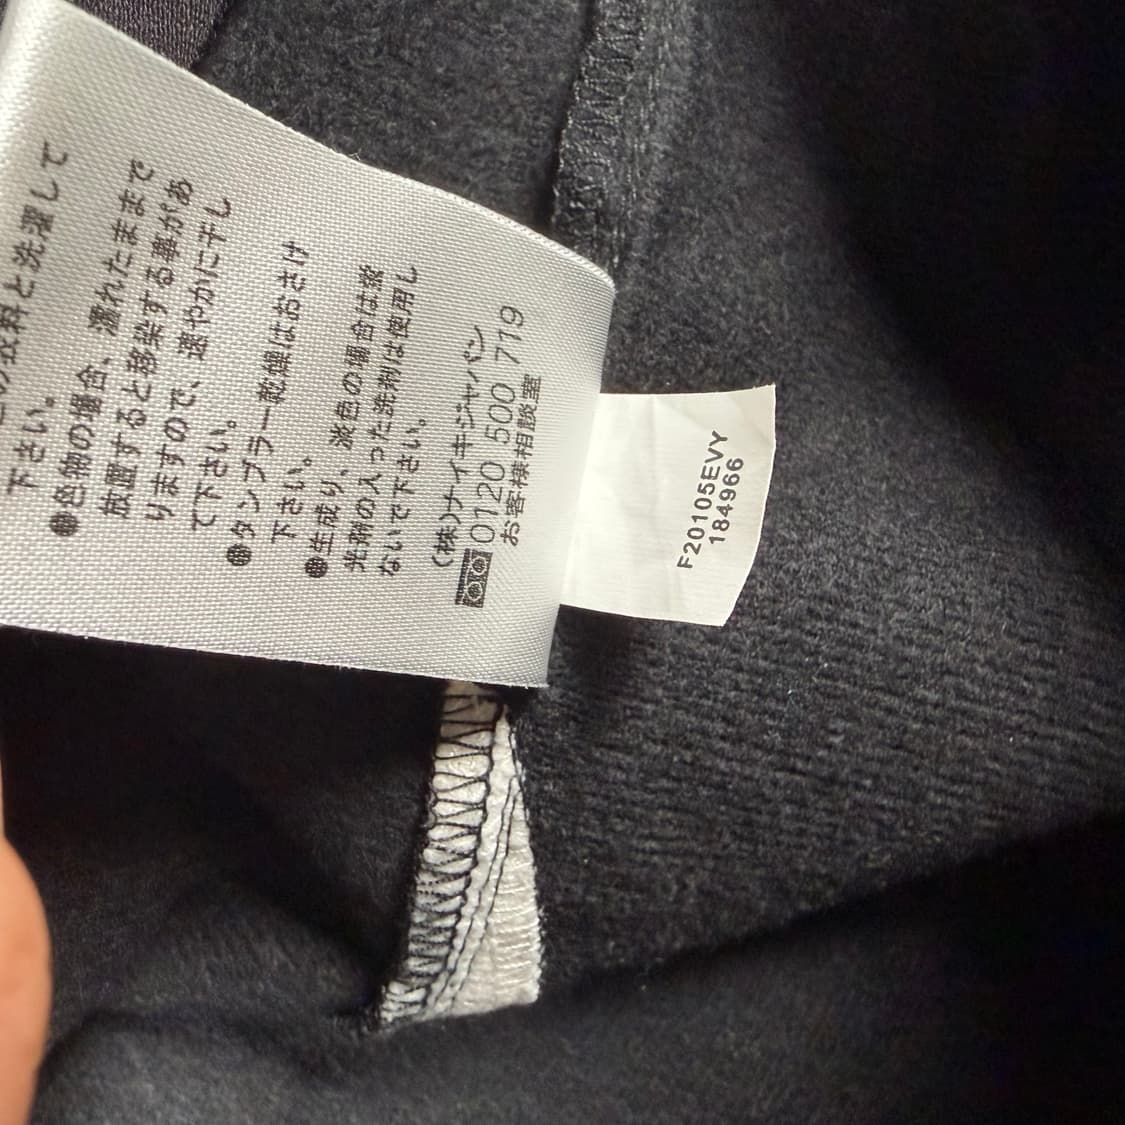 の衣料と洗濯して
下さい。
●色物の場合、濡れたままで
放置すると移染する事があ
りますので、速やかに干し
て下さい。
●タンブラー乾燥はおさけ
下さい。
●生成り、淡色の場合は蛍
光剤の入った洗剤は使用し
ないで下さい。
(株)ナイキジャパン
0120 500 719
お客様相談室
F20105EVY
184966